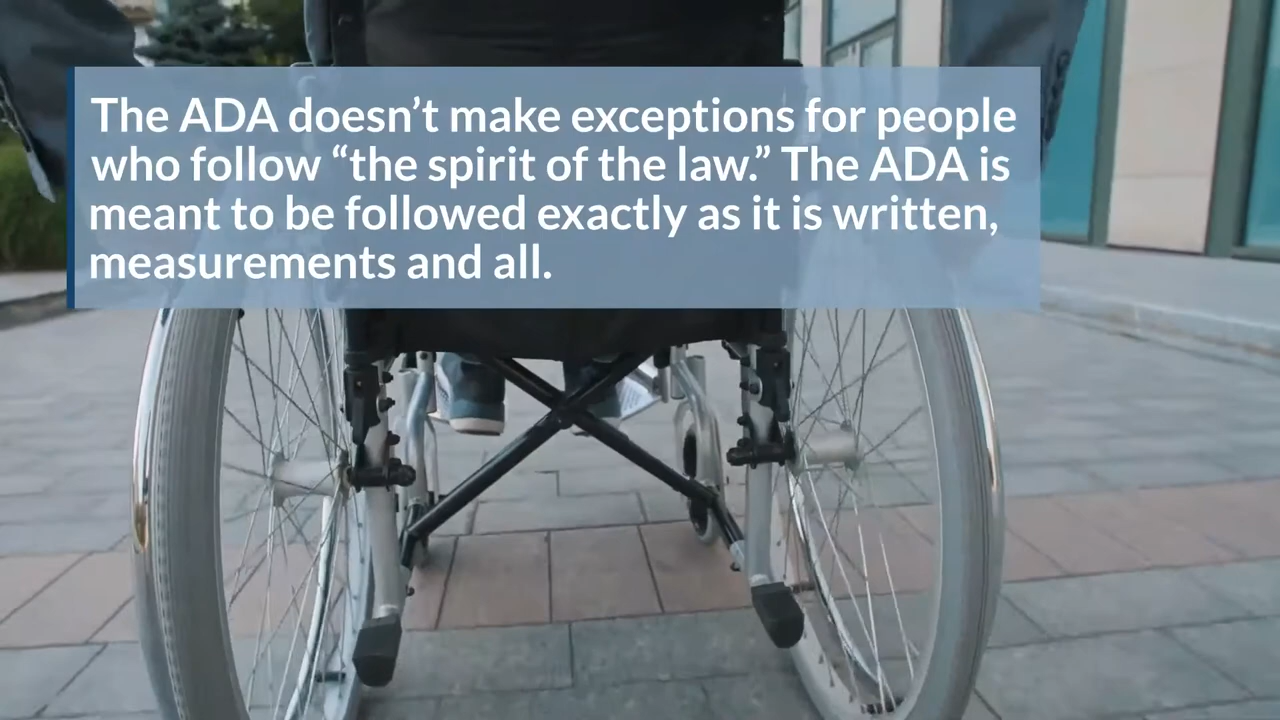 The ADA doesn’t make exceptions for people
who follow “the spirit of the law.” The ADA is
meant to be followed exactly as it is written,
measurements and all.